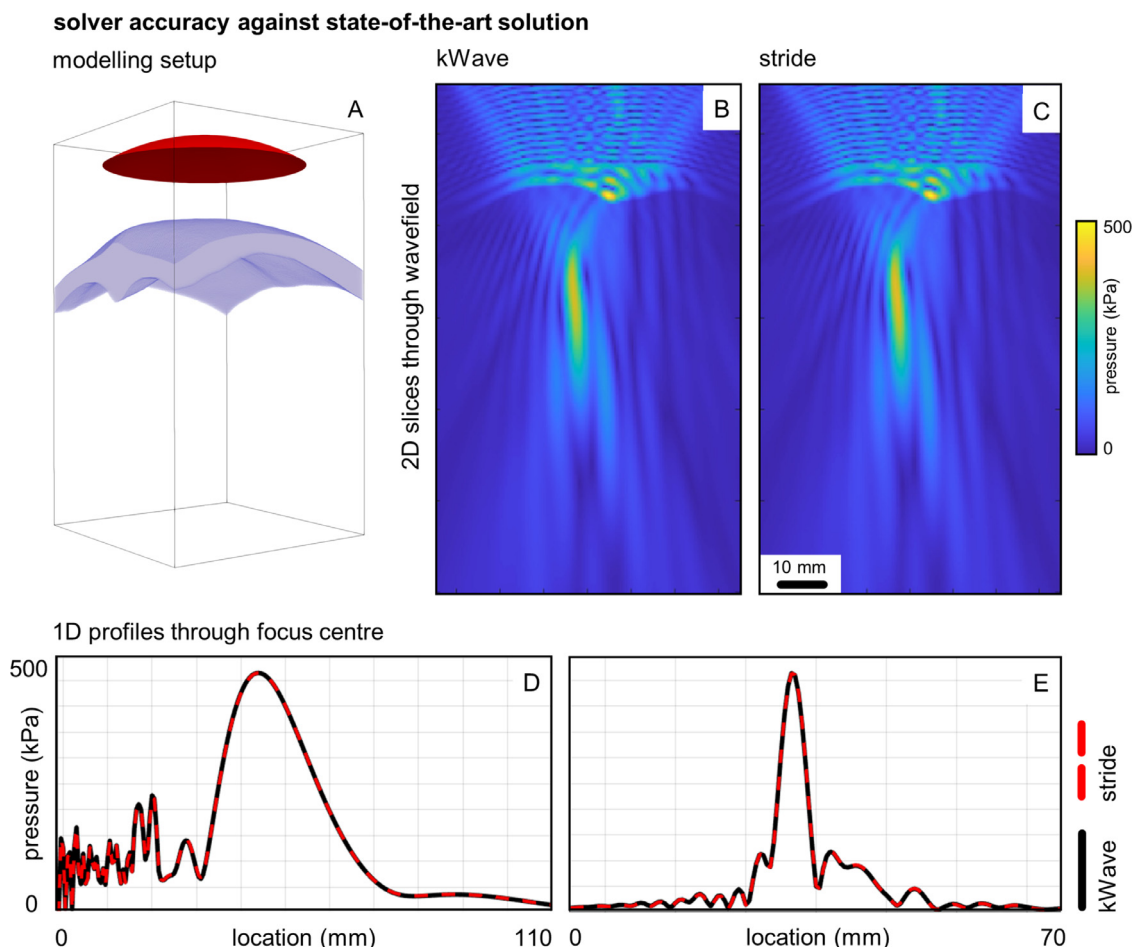 solver accuracy against state-of-the-art solution
modelling setup
kWave
stride
A
B
C
2D slices through wavefield
500
pressure (kPa)
0
10 mm
1D profiles through focus centre
500
pressure (kPa)
0
D
0
location (mm)
110
E
0
location (mm)
70
stride
kWave